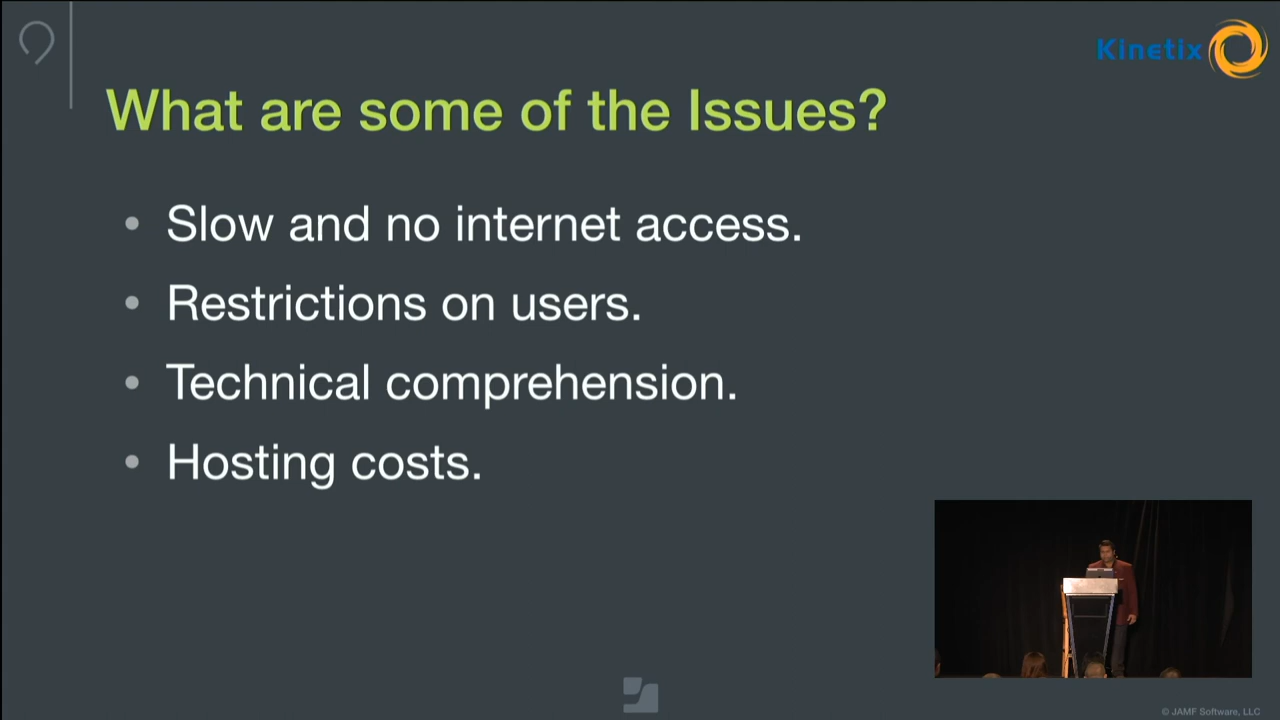 Kinetix
What are some of the Issues?
• Slow and no internet access.
• Restrictions on users.
• Technical comprehension.
• Hosting costs.
© JAMF Software, LLC